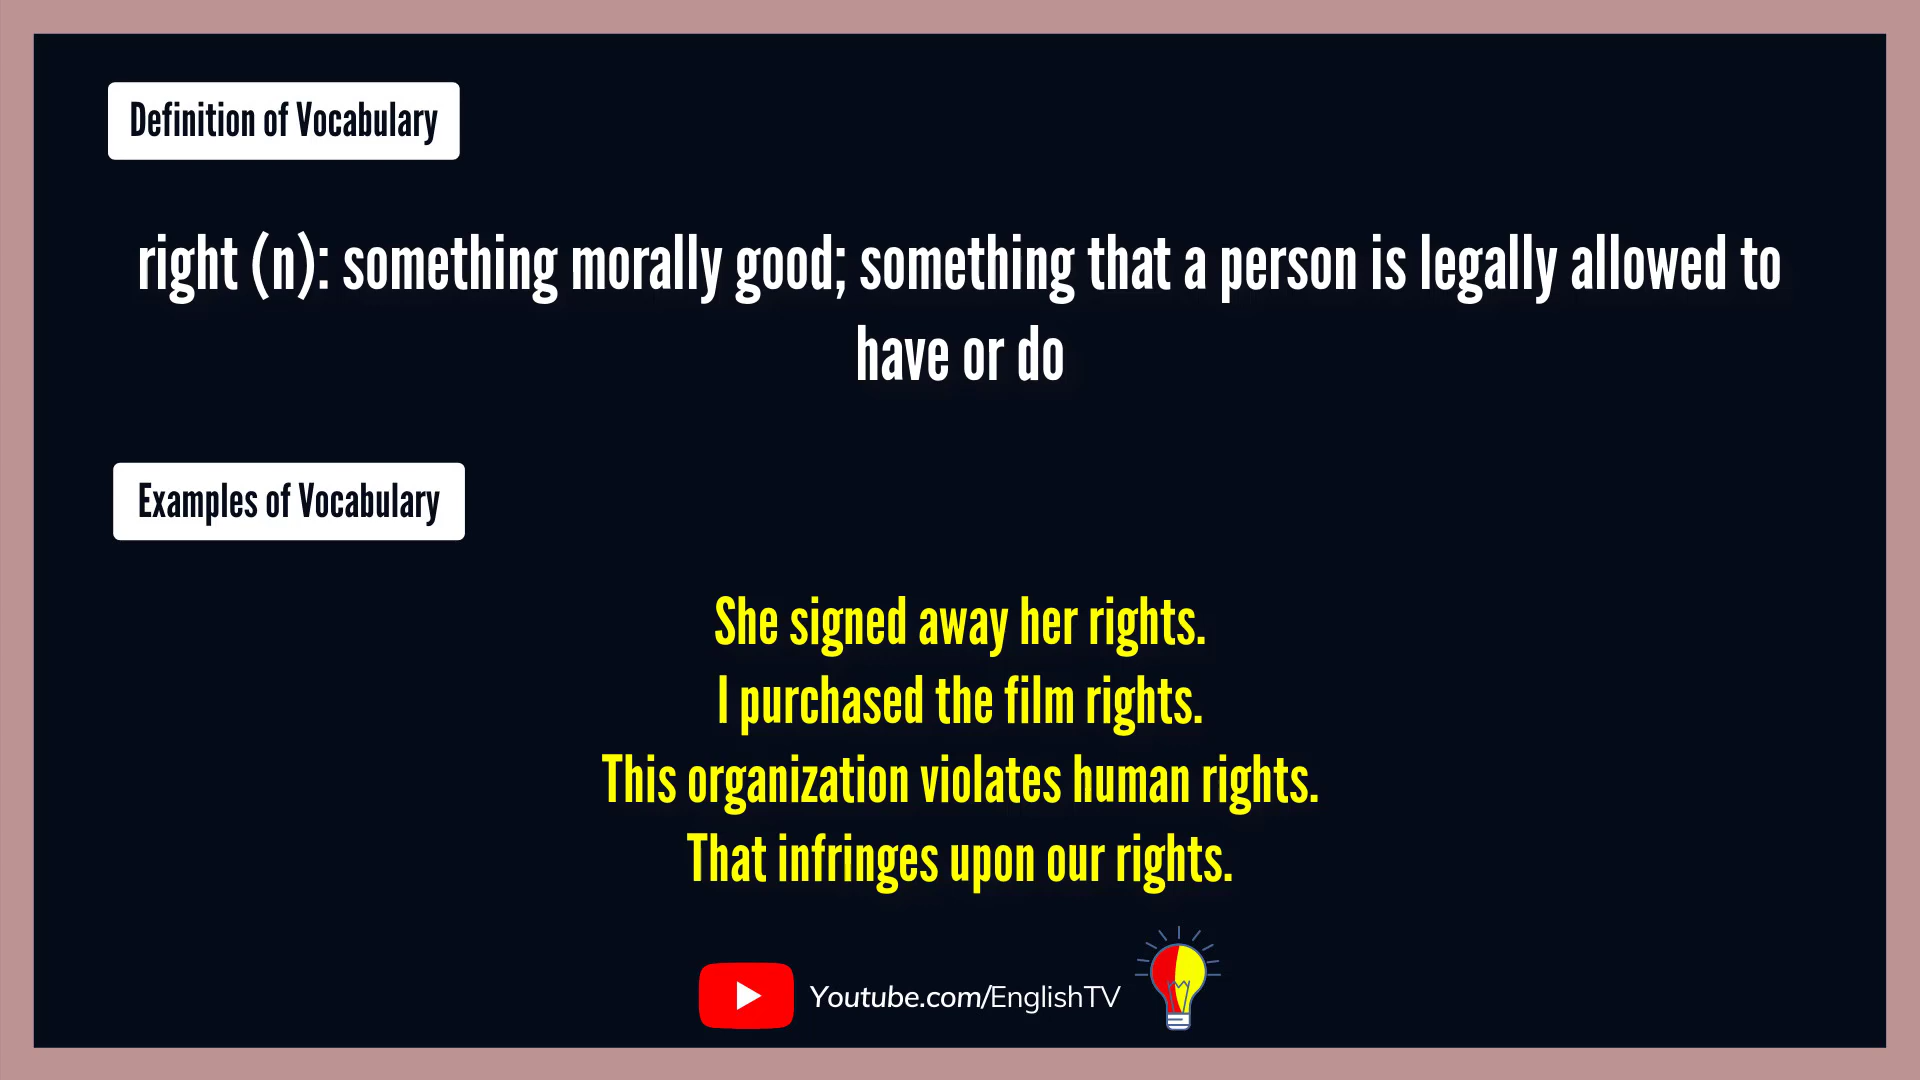 Definition of Vocabulary
right (n): something morally good; something that a person is legally allowed to
have or do
Examples of Vocabulary
She signed away her rights.
I purchased the film rights.
This organization violates human rights.
That infringes upon our rights.
Youtube.com/EnglishTV